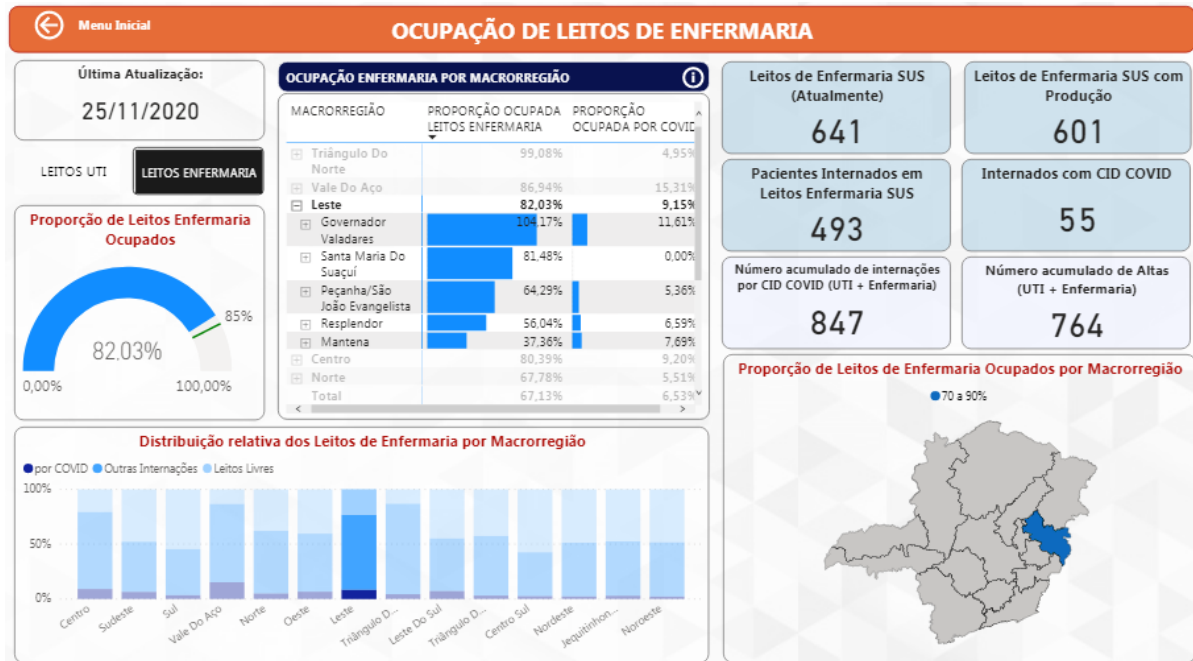 Menu Inicial
OCUPAÇÃO DE LEITOS DE ENFERMARIA
Última Atualização:
25/11/2020
LEITOS UTI
LEITOS ENFERMARIA
Proporção de Leitos Enfermaria
Ocupados
85%
82,03%
0,00%
100,00%
OCUPAÇÃO ENFERMARIA POR MACRORREGIÃO
MACRORREGIÃO PROPORÇÃO OCUPADA PROPORÇÃO
LEITOS ENFERMARIA OCUPADA POR COVID
Triângulo Do 99,08% 4,95%
Norte
Vale Do Aço 86,94% 15,31%
Leste 82,03% 9,15%
Governador 104,17% 11,61%
Valadares
Santa Maria Do 81,48% 0,00%
Suaçuí
Peçanha/São 64,29% 5,36%
João Evangelista
Resplendor 56,04% 6,59%
Mantena 37,36% 7,69%
Centro 80,39% 9,20%
Norte 67,78% 5,51%
Total 67,13% 6,53%
Leitos de Enfermaria SUS
(Atualmente)
641
Leitos de Enfermaria SUS com
Produção
601
Pacientes Internados em
Leitos Enfermaria SUS
493
Internados com CID COVID
55
Número acumulado de internações
por CID COVID (UTI + Enfermaria)
847
Número acumulado de Altas
(UTI + Enfermaria)
764
Distribuição relativa dos Leitos de Enfermaria por Macrorregião
por COVID Outras Internações Leitos Livres
100%
50%
0%
Centro
Sudeste
Sul
Vale Do Aço
Norte
Oeste
Leste
Triângulo D...
Leste Do Sul
Triângulo D...
Centro Sul
Nordeste
Jequitinhon...
Noroeste
Proporção de Leitos de Enfermaria Ocupados por Macrorregião
70 a 90%